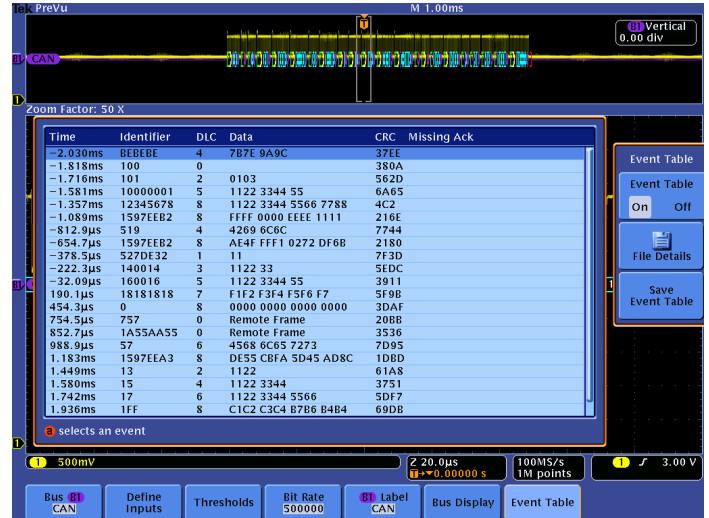 Tek PreVu M 1.00ms
B1 Vertical
0.00 div
T
B1 CAN
1
Zoom Factor: 50 X
Time Identifier DLC Data CRC Missing Ack
-2.030ms BEBEBE 4 7B7E 9A9C 37EE
-1.818ms 100 0 380A
-1.716ms 101 2 0103 562D
-1.581ms 10000001 5 1122 3344 55 6A65
-1.357ms 12345678 8 1122 3344 5566 7788 4C2
-1.089ms 1597EEB2 8 FFFF 0000 EEEE 1111 216E
-812.9µs 519 4 4269 6C6C 7744
-654.7µs 1597EEB2 8 AE4F FFF1 0272 DF6B 2180
-378.5µs 527DE32 1 11 7F3D
-222.3µs 140014 3 1122 33 5EDC
-32.09µs 160016 5 1122 3344 55 3911
190.1µs 18181818 7 F1F2 F3F4 F5F6 F7 5F9B
454.3µs 0 8 0000 0000 0000 0000 3DAF
754.5µs 757 0 Remote Frame 20BB
852.7µs 1A55AA55 0 Remote Frame 3536
988.9µs 57 6 4568 6C65 7273 7D95
1.183ms 1597EEA3 8 DE55 CBFA 5D45 AD8C 1DBD
1.449ms 13 2 1122 61A8
1.580ms 15 4 1122 3344 3751
1.742ms 17 6 1122 3344 5566 5DF7
1.936ms 1FF 8 C1C2 C3C4 B7B6 B4B4 69DB
a selects an event
Event Table
Event Table
On Off
File Details
Save
Event Table
B1
1
1
1 500mV
Z 20.0µs
T→▼0.00000 s
100MS/s
1M points
1 ʃ 3.00 V
Bus B1
CAN
Define
Inputs
Thresholds
Bit Rate
500000
B1 Label
CAN
Bus Display
Event Table